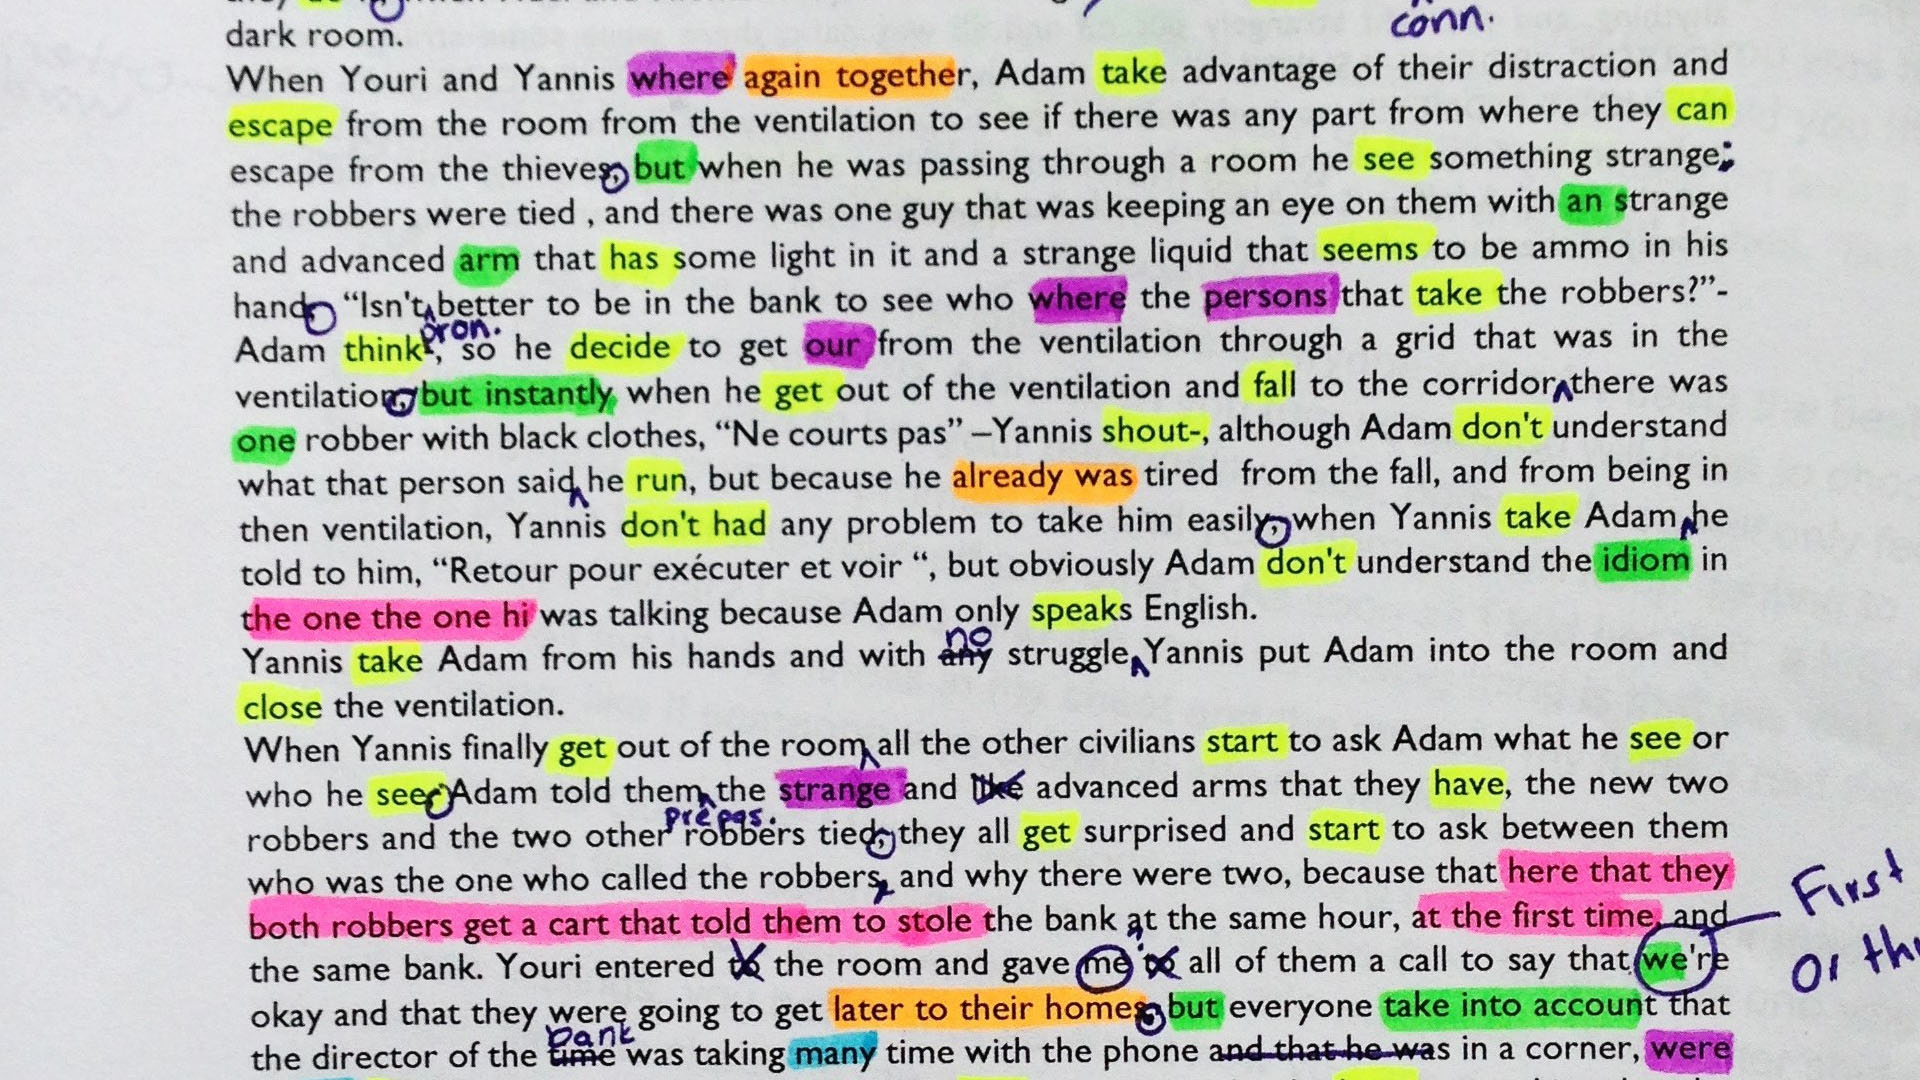 conn.
dark room.
When Youri and Yannis where again together, Adam take advantage of their distraction and
escape from the room from the ventilation to see if there was any part from where they can
escape from the thieves, but when he was passing through a room he see something strange;
the robbers were tied , and there was one guy that was keeping an eye on them with an strange
and advanced arm that has some light in it and a strange liquid that seems to be ammo in his
hand. “Isn't better to be in the bank to see who where the persons that take the robbers?”-
pron.
Adam think, so he decide to get our from the ventilation through a grid that was in the
ventilation, but instantly when he get out of the ventilation and fall to the corridor there was
one robber with black clothes, “Ne courts pas” –Yannis shout-, although Adam don't understand
what that person said he run, but because he already was tired from the fall, and from being in
then ventilation, Yannis don't had any problem to take him easily, when Yannis take Adam he
told to him, “Retour pour exécuter et voir “, but obviously Adam don't understand the idiom in
the one the one hi was talking because Adam only speaks English.
no
Yannis take Adam from his hands and with any struggle Yannis put Adam into the room and
close the ventilation.
When Yannis finally get out of the room all the other civilians start to ask Adam what he see or
who he see Adam told them the strange and like advanced arms that they have, the new two
prepos.
robbers and the two other robbers tied, they all get surprised and start to ask between them
who was the one who called the robbers, and why there were two, because that here that they
both robbers get a cart that told them to stole the bank at the same hour, at the first time, and
First
the same bank. Youri entered to the room and gave me to all of them a call to say that we're
or
okay and that they were going to get later to their homes, but everyone take into account that
bank
the director of the time was taking many time with the phone and that he was in a corner, were